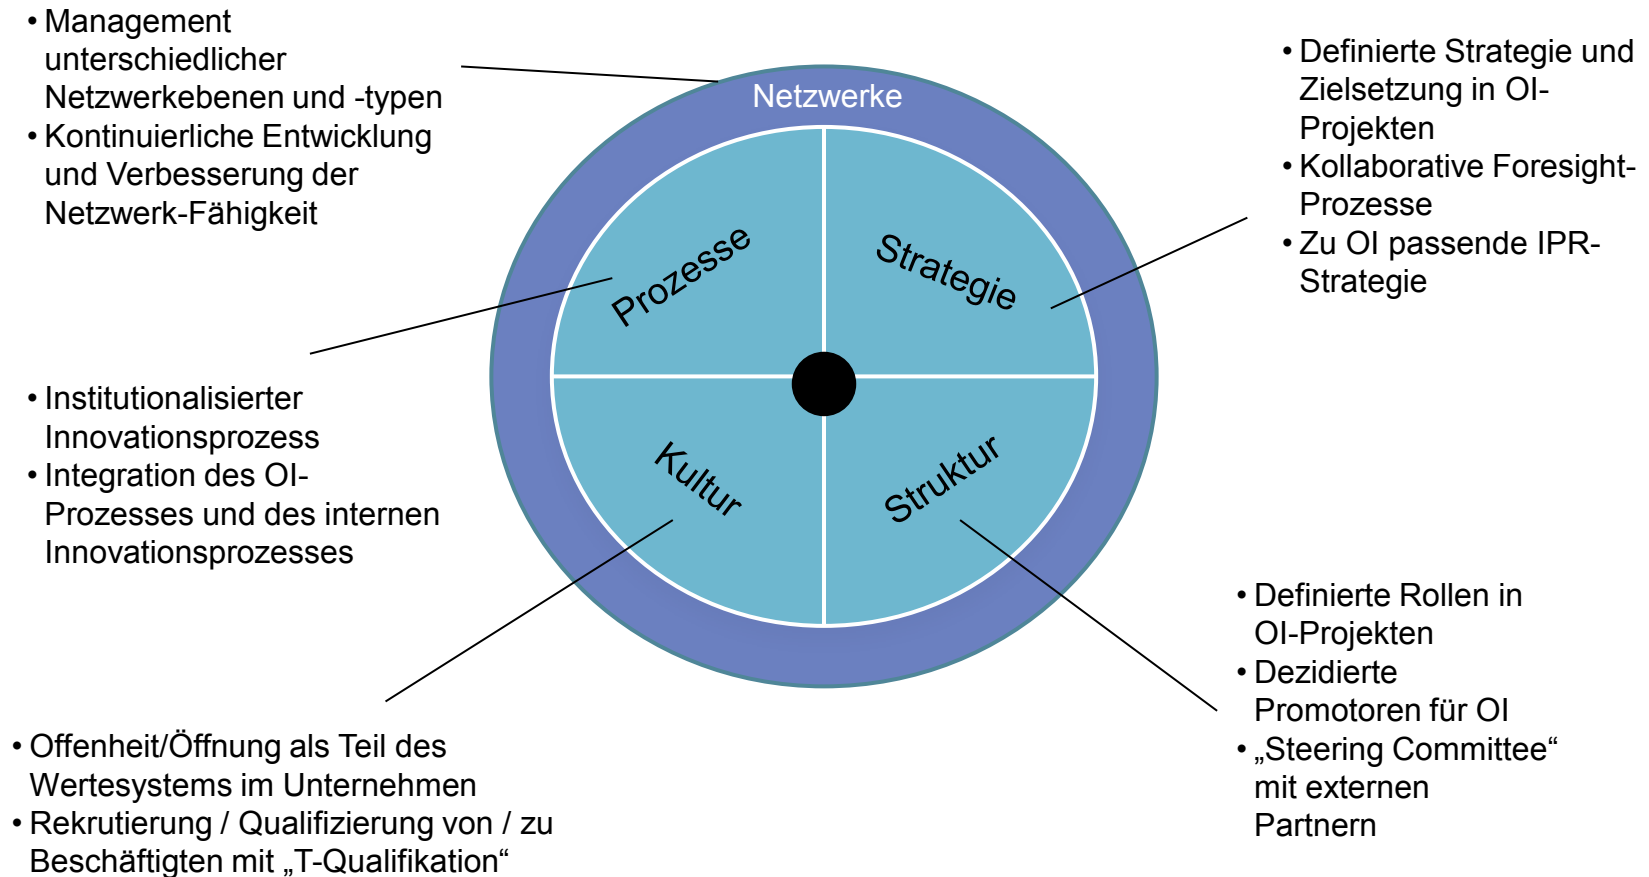 • Management
unterschiedlicher
Netzwerkebenen und -typen
• Kontinuierliche Entwicklung
und Verbesserung der
Netzwerk-Fähigkeit
Netzwerke
• Definierte Strategie und
Zielsetzung in OI-
Projekten
• Kollaborative Foresight-
Prozesse
• Zu OI passende IPR-
Strategie
Prozesse
Strategie
Kultur
Struktur
• Institutionalisierter
Innovationsprozess
• Integration des OI-
Prozesses und des internen
Innovationsprozesses
• Definierte Rollen in
OI-Projekten
• Dezidierte
Promotoren für OI
• „Steering Committee“
mit externen
Partnern
• Offenheit/Öffnung als Teil des
Wertesystems im Unternehmen
• Rekrutierung / Qualifizierung von / zu
Beschäftigten mit „T-Qualifikation“